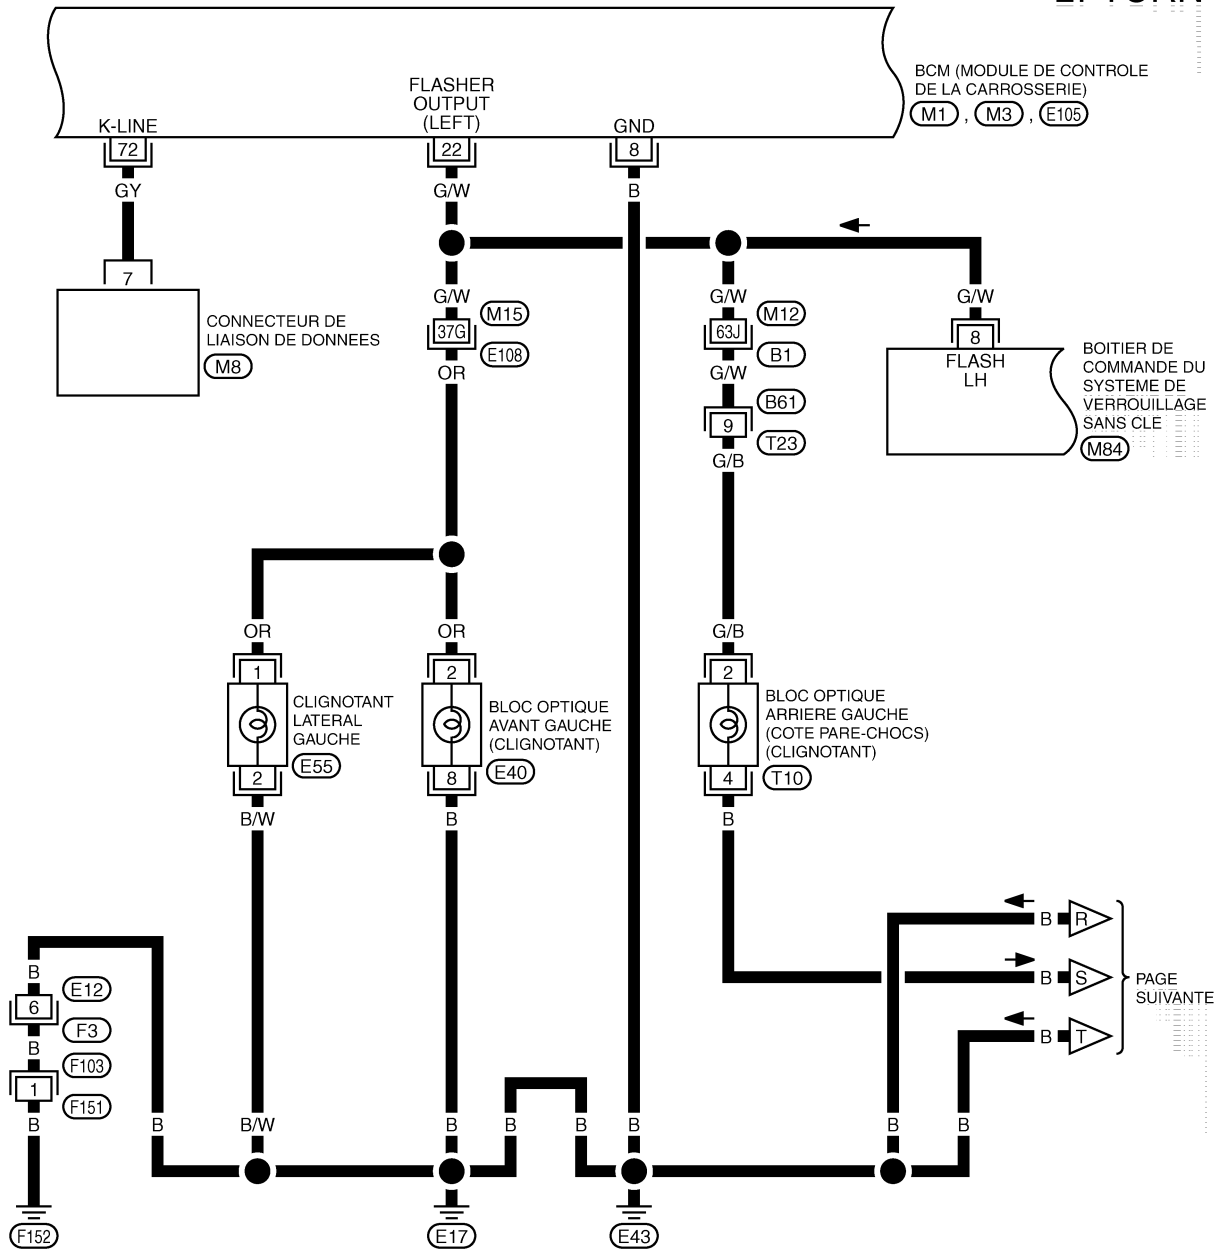 BCM (MODULE DE CONTROLE
DE LA CARROSSERIE)
M1 , M3 , E105
FLASHER
OUTPUT
(LEFT)
K-LINE
GND
72
22
8
GY
G/W
B
7
G/W
G/W
G/W
CONNECTEUR DE
LIAISON DE DONNEES
M8
37G
M15
E108
OR
63J
M12
B1
G/W
8
FLASH
LH
BOITIER DE
COMMANDE DU
SYSTEME DE
VERROUILLAGE
SANS CLE
M84
B61
9
T23
G/B
OR
OR
G/B
1
2
2
CLIGNOTANT
LATERAL
GAUCHE
E55
BLOC OPTIQUE
AVANT GAUCHE
(CLIGNOTANT)
E40
BLOC OPTIQUE
ARRIERE GAUCHE
(COTE PARE-CHOCS)
(CLIGNOTANT)
T10
2
8
4
B/W
B
B
B R
B S
B T
PAGE
SUIVANTE
B
E12
6
F3
B
F103
1
F151
B
B
B/W
B
B
B
B
B
B
F152
E17
E43